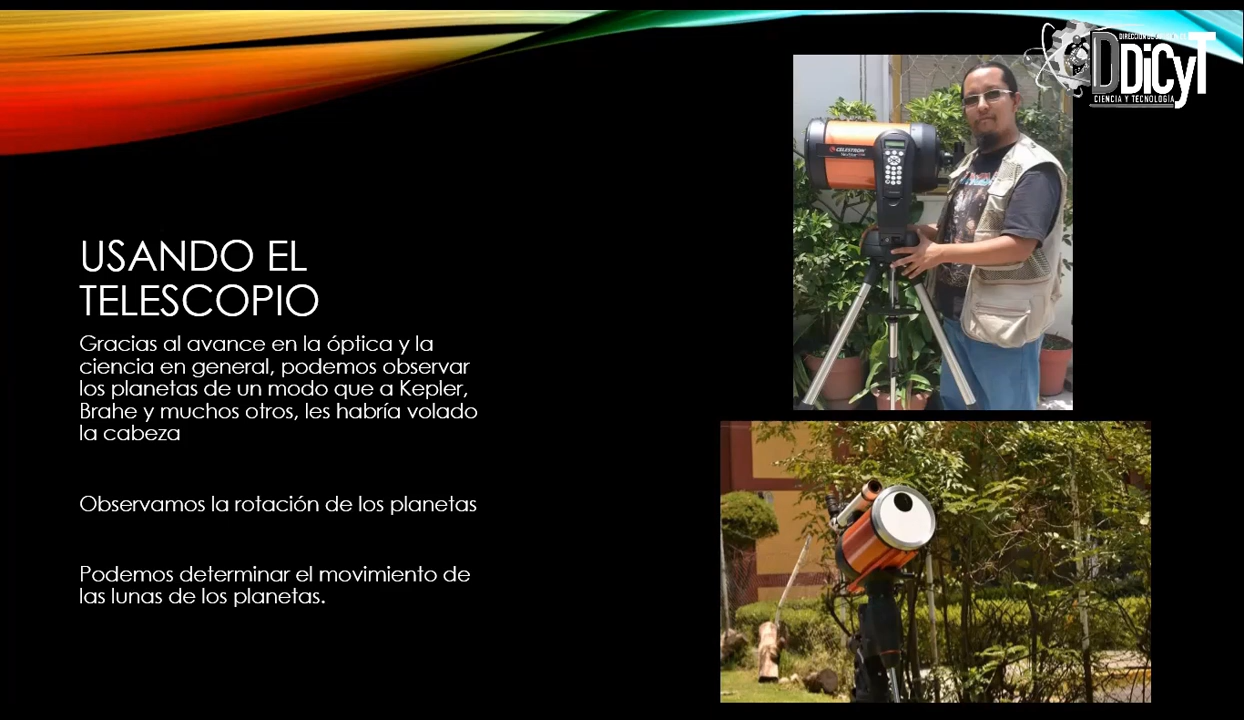 USANDO EL
TELESCOPIO
Gracias al avance en la óptica y la
ciencia en general, podemos observar
los planetas de un modo que a Kepler,
Brahe y muchos otros, les habría volado
la cabeza
Observamos la rotación de los planetas
Podemos determinar el movimiento de
las lunas de los planetas.
DDiCyT
CIENCIA Y TECNOLOGÍA
CELESTRON